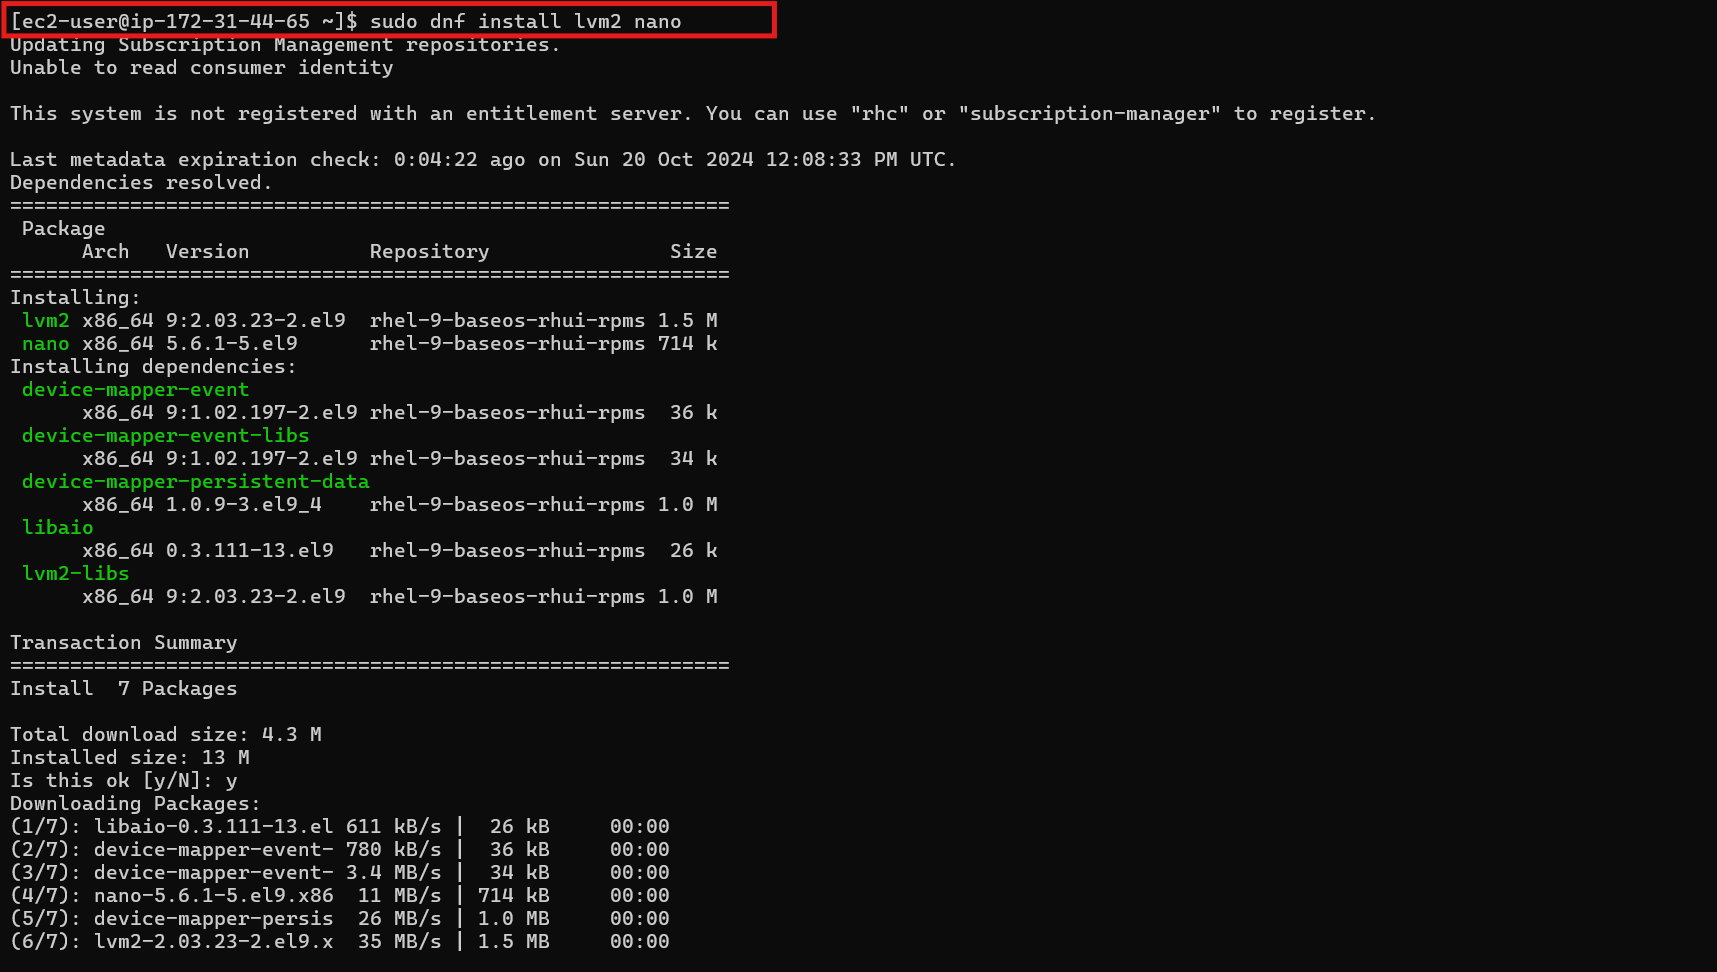 [ec2-user@ip-172-31-44-65 ~]$ sudo dnf install lvm2 nano
Updating Subscription Management repositories.
Unable to read consumer identity
This system is not registered with an entitlement server. You can use "rhc" or "subscription-manager" to register.
Last metadata expiration check: 0:04:22 ago on Sun 20 Oct 2024 12:08:33 PM UTC.
Dependencies resolved.
============================================================
 Package
      Arch   Version          Repository               Size
============================================================
Installing:
 lvm2 x86_64 9:2.03.23-2.el9  rhel-9-baseos-rhui-rpms 1.5 M
 nano x86_64 5.6.1-5.el9      rhel-9-baseos-rhui-rpms 714 k
Installing dependencies:
 device-mapper-event
      x86_64 9:1.02.197-2.el9 rhel-9-baseos-rhui-rpms  36 k
 device-mapper-event-libs
      x86_64 9:1.02.197-2.el9 rhel-9-baseos-rhui-rpms  34 k
 device-mapper-persistent-data
      x86_64 1.0.9-3.el9_4    rhel-9-baseos-rhui-rpms 1.0 M
 libaio
      x86_64 0.3.111-13.el9   rhel-9-baseos-rhui-rpms  26 k
 lvm2-libs
      x86_64 9:2.03.23-2.el9  rhel-9-baseos-rhui-rpms 1.0 M
Transaction Summary
============================================================
Install  7 Packages
Total download size: 4.3 M
Installed size: 13 M
Is this ok [y/N]: y
Downloading Packages:
(1/7): libaio-0.3.111-13.el 611 kB/s |  26 kB     00:00
(2/7): device-mapper-event- 780 kB/s |  36 kB     00:00
(3/7): device-mapper-event- 3.4 MB/s |  34 kB     00:00
(4/7): nano-5.6.1-5.el9.x86  11 MB/s | 714 kB     00:00
(5/7): device-mapper-persis  26 MB/s | 1.0 MB     00:00
(6/7): lvm2-2.03.23-2.el9.x  35 MB/s | 1.5 MB     00:00